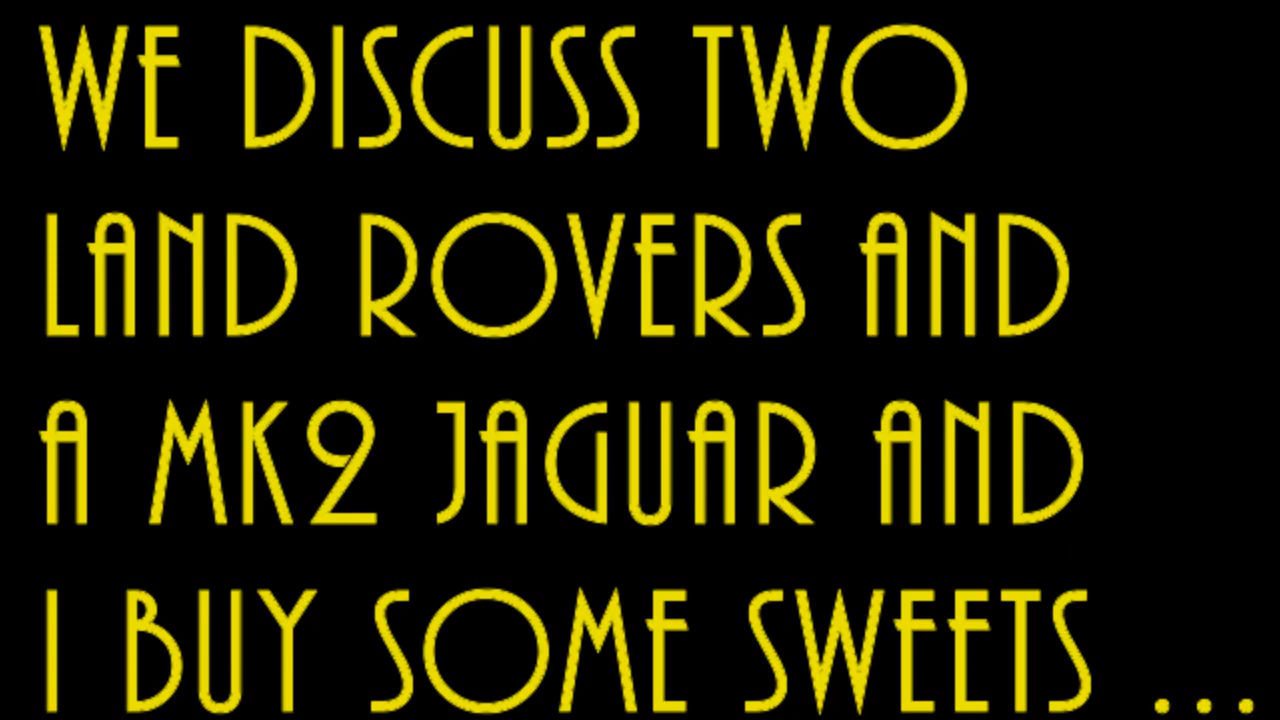 WE DISCUSS TWO
LAND ROVERS AND
A MK2 JAGUAR AND
I BUY SOME SWEETS ...